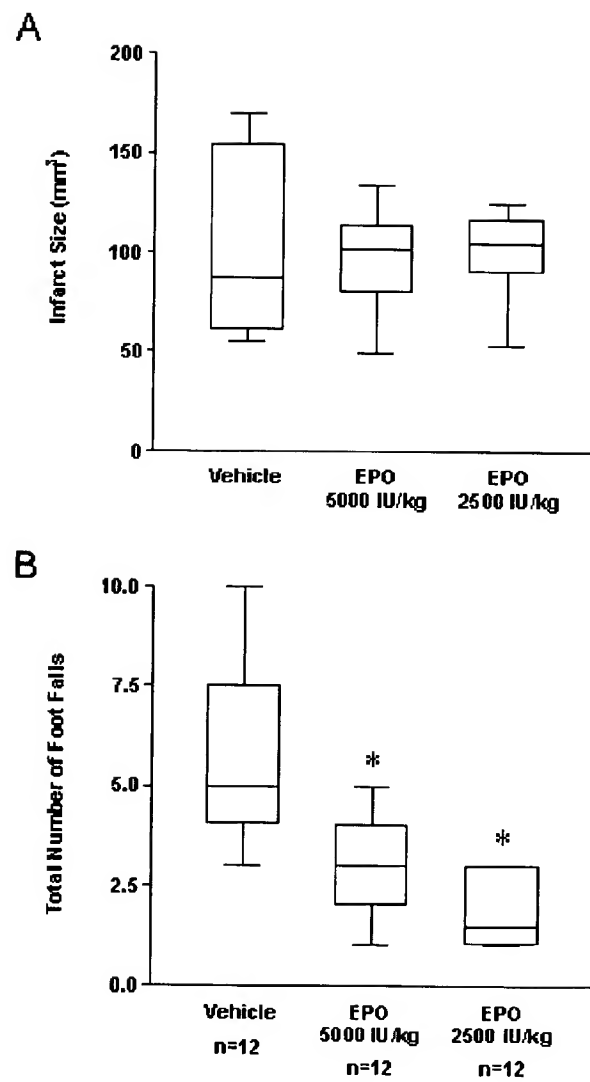 A
Infarct Size (mm³)
200
150
100
50
0
Vehicle
EPO
5000 IU/kg
EPO
2500 IU/kg
B
Total Number of Foot Falls
10.0
7.5
5.0
2.5
0.0
*
*
Vehicle
n=12
EPO
5000 IU/kg
n=12
EPO
2500 IU/kg
n=12